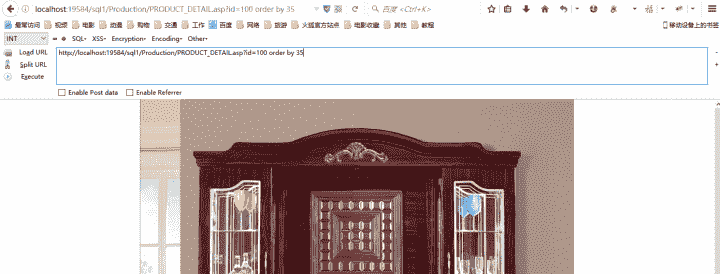 localhost:19584/sql1/Production/PRODUCT_DETAIL.asp?id=100 order by 35
百度 <Ctrl+K>
最常访问 投呗 电影 动漫 购物 交通 工作 百度 网络 旅游 火狐官方站点 电影收藏 其他 教程 移动设备上的书签
INT SQL▾ XSS▾ Encryption▾ Encoding▾ Other▾
Load URL http://localhost:19584/sql1/Production/PRODUCT_DETAIL.asp?id=100 order by 35
Split URL
Execute
Enable Post data Enable Referrer